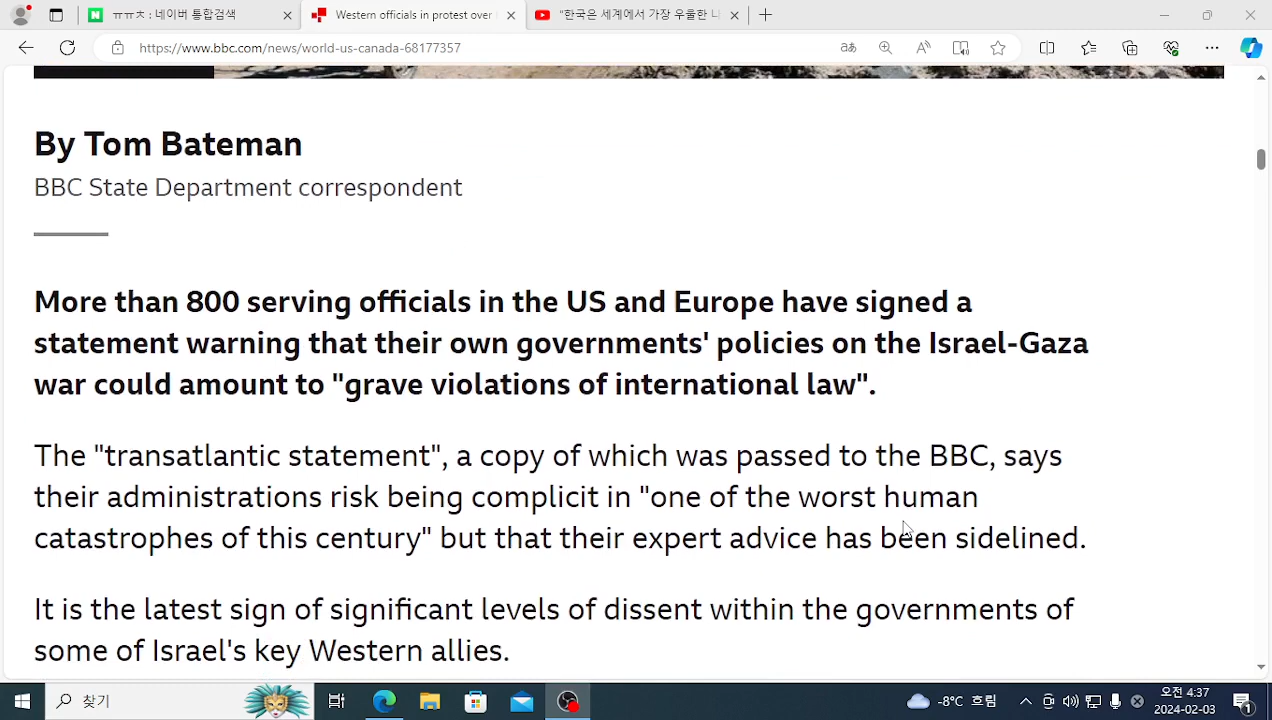 ㅠㅠㅊ : 네이버 통합검색
Western officials in protest over
"한국은 세계에서 가장 우울한 나
https://www.bbc.com/news/world-us-canada-68177357
By Tom Bateman
BBC State Department correspondent
More than 800 serving officials in the US and Europe have signed a
statement warning that their own governments' policies on the Israel-Gaza
war could amount to "grave violations of international law".
The "transatlantic statement", a copy of which was passed to the BBC, says
their administrations risk being complicit in "one of the worst human
catastrophes of this century" but that their expert advice has been sidelined.
It is the latest sign of significant levels of dissent within the governments of
some of Israel's key Western allies.
찾기
-8°C 흐림
오전 4:37
2024-02-03
1